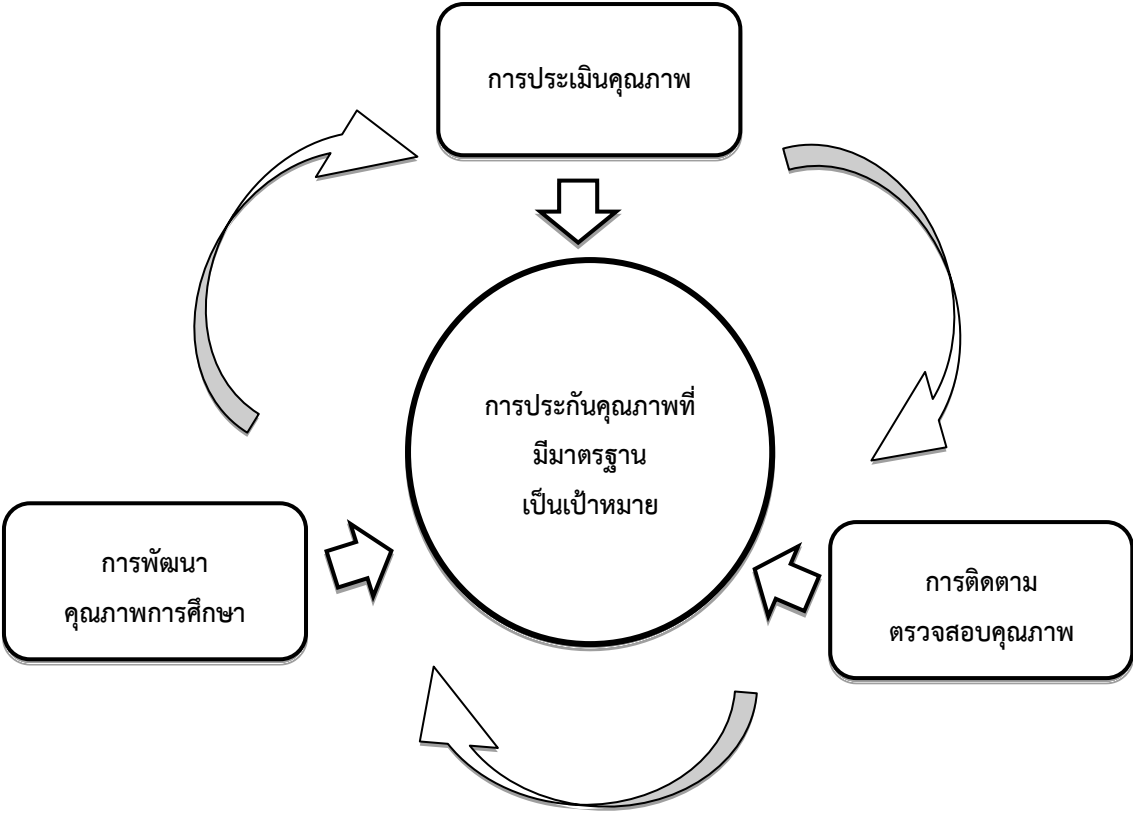 การประเมินคุณภาพ
การประกันคุณภาพที่
มีมาตรฐาน
เป็นเป้าหมาย
การพัฒนา
คุณภาพการศึกษา
การติดตาม
ตรวจสอบคุณภาพ